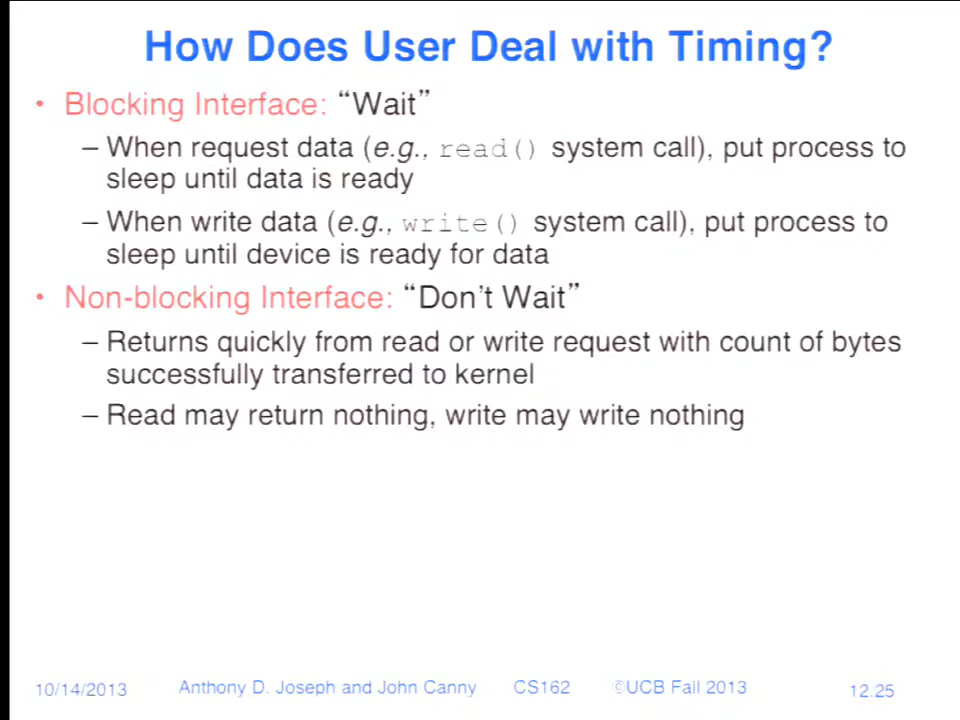 How Does User Deal with Timing?
• Blocking Interface: “Wait”
– When request data (e.g., read() system call), put process to
sleep until data is ready
– When write data (e.g., write() system call), put process to
sleep until device is ready for data
• Non-blocking Interface: “Don’t Wait”
– Returns quickly from read or write request with count of bytes
successfully transferred to kernel
– Read may return nothing, write may write nothing
10/14/2013 Anthony D. Joseph and John Canny CS162 ©UCB Fall 2013 12.25